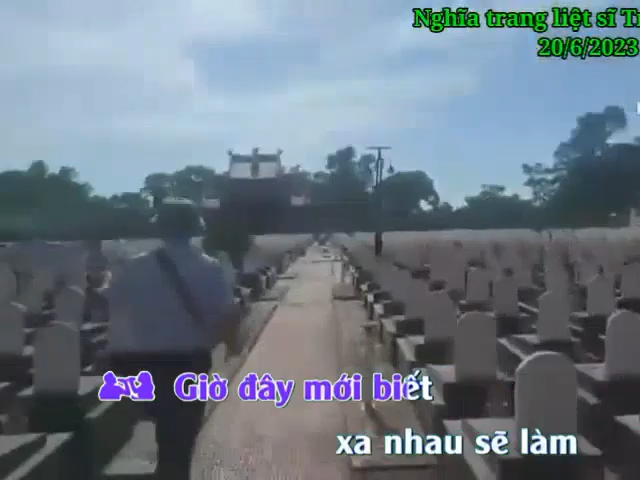 Nghĩa trang liệt sĩ
20/6/2023
Giờ đây mới biết
xa nhau sẽ làm